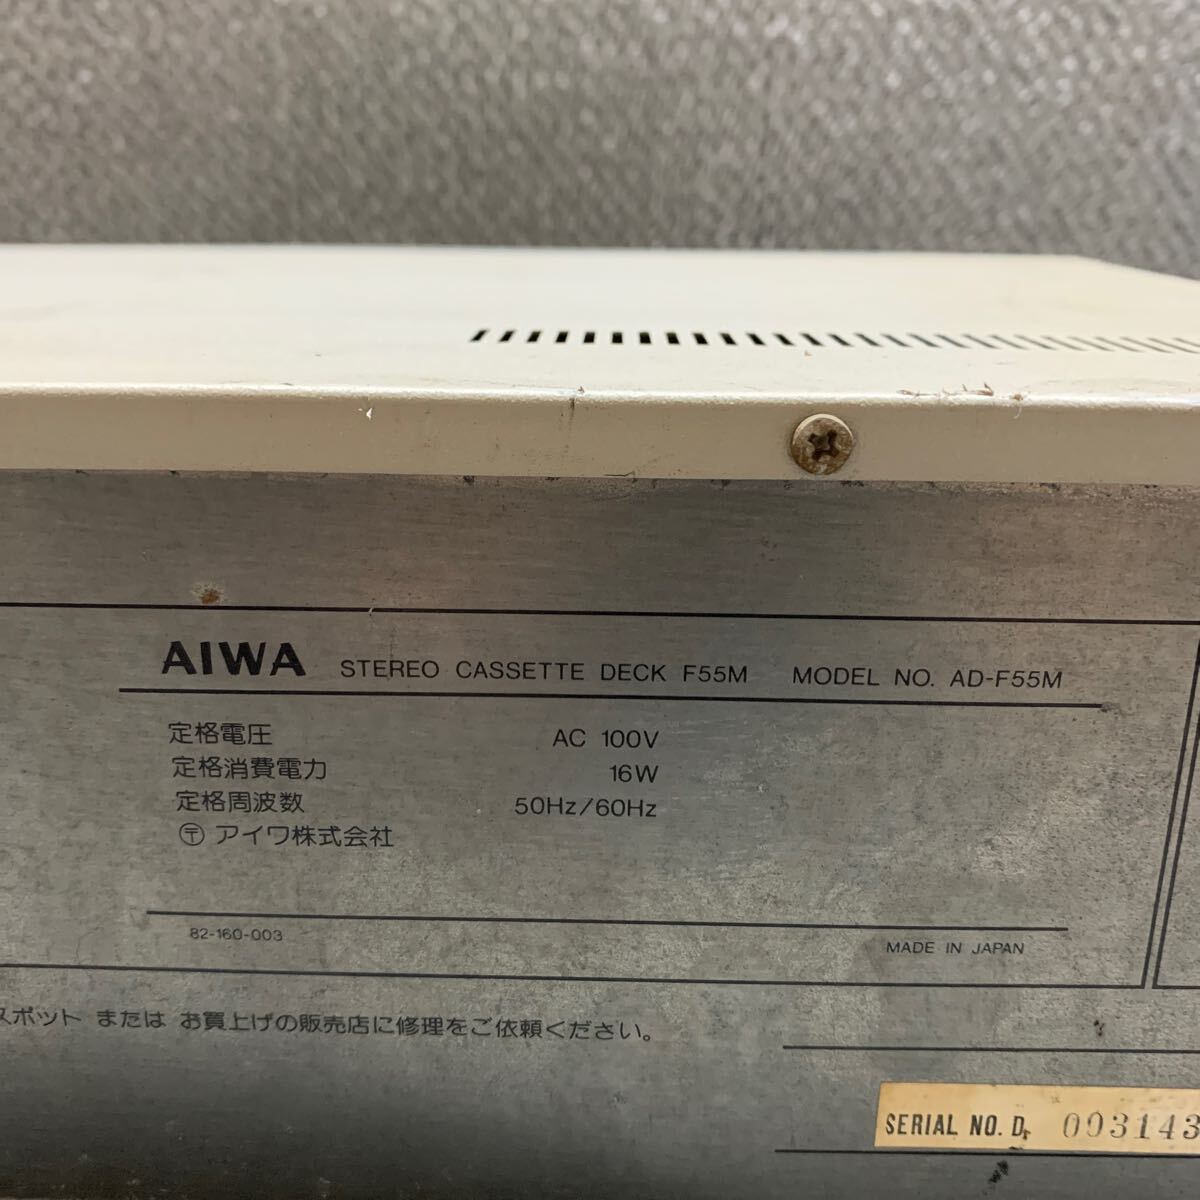 AIWA STEREO CASSETTE DECK F55M MODEL NO. AD-F55M
定格電圧 AC 100V
定格消費電力 16W
定格周波数 50Hz/60Hz
〶 アイワ株式会社
82-160-003 MADE IN JAPAN
スポット または お買上げの販売店に修理をご依頼ください。
SERIAL NO. D, 003143